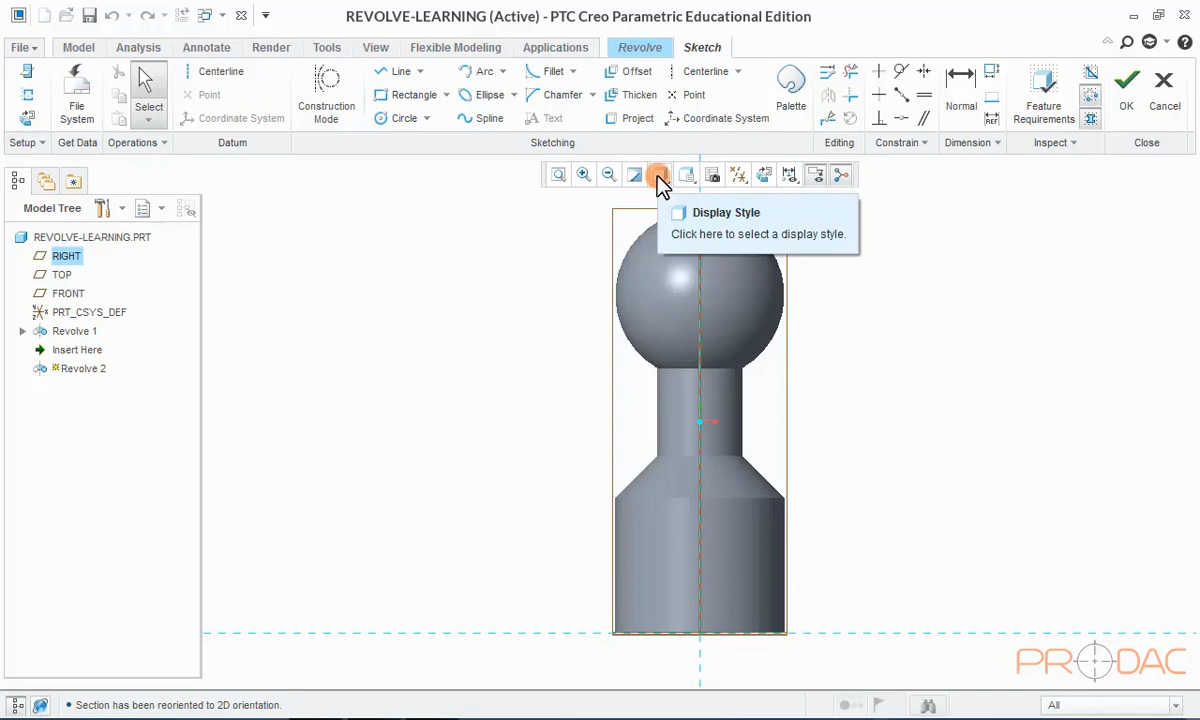 REVOLVE-LEARNING (Active) - PTC Creo Parametric Educational Edition
File Model Analysis Annotate Render Tools View Flexible Modeling Applications Revolve Sketch
Centerline Line Arc Fillet Offset Centerline
Point Rectangle Ellipse Chamfer Thicken Point
Coordinate System Circle Spline Text Project Coordinate System
File System Select Construction Mode Palette Normal REF Feature Requirements OK Cancel
Setup Get Data Operations Datum Sketching Editing Constrain Dimension Inspect Close
Model Tree
REVOLVE-LEARNING.PRT
RIGHT
TOP
FRONT
PRT_CSYS_DEF
Revolve 1
Insert Here
Revolve 2
Display Style
Click here to select a display style.
PRODAC
Section has been reoriented to 2D orientation.
All